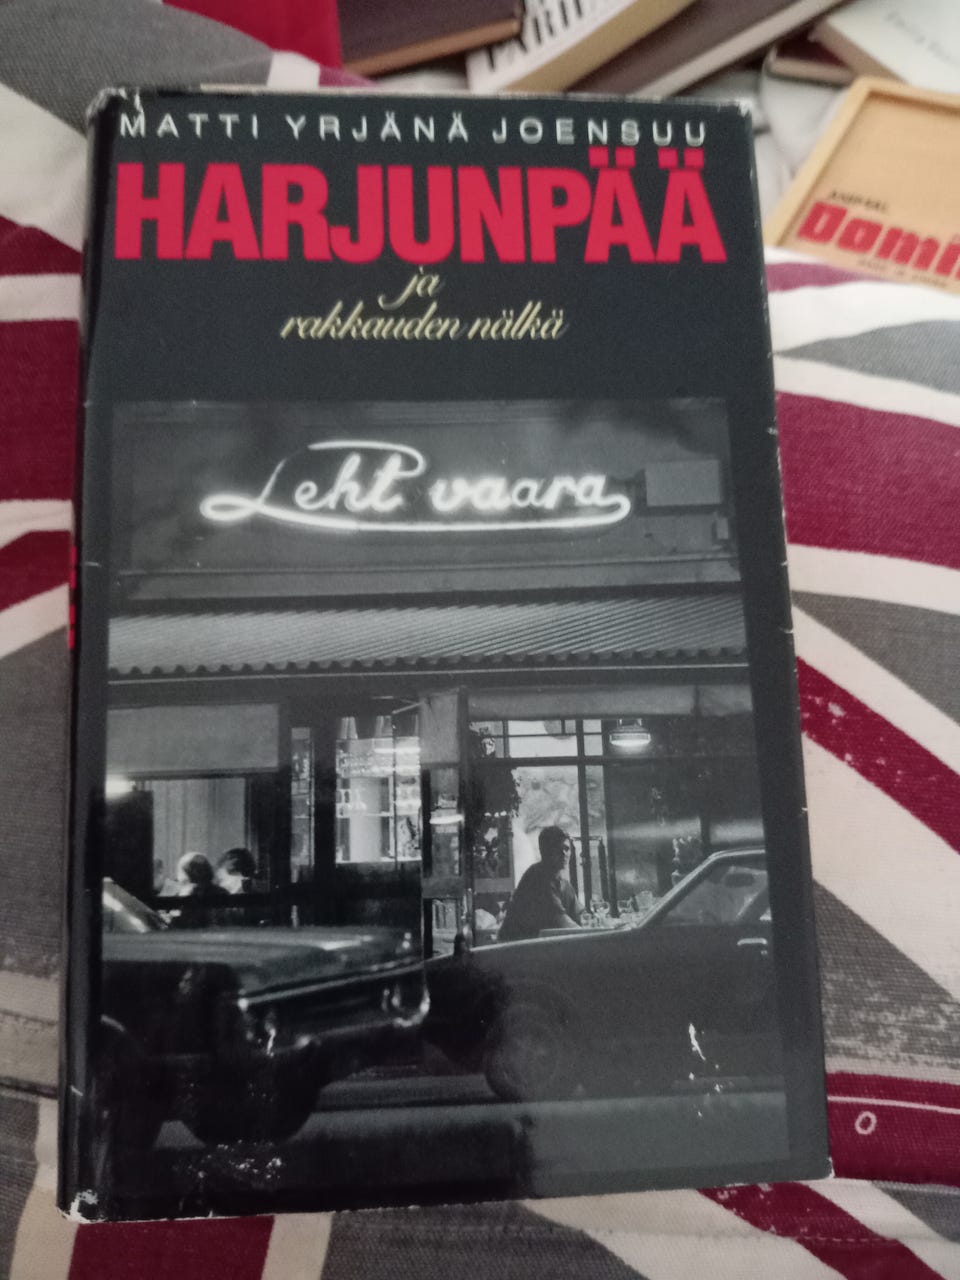 MATTI YRJÄNÄ JOENSUU
HARJUNPÄÄ
ja
rakkauden nälkä
Leht vaara